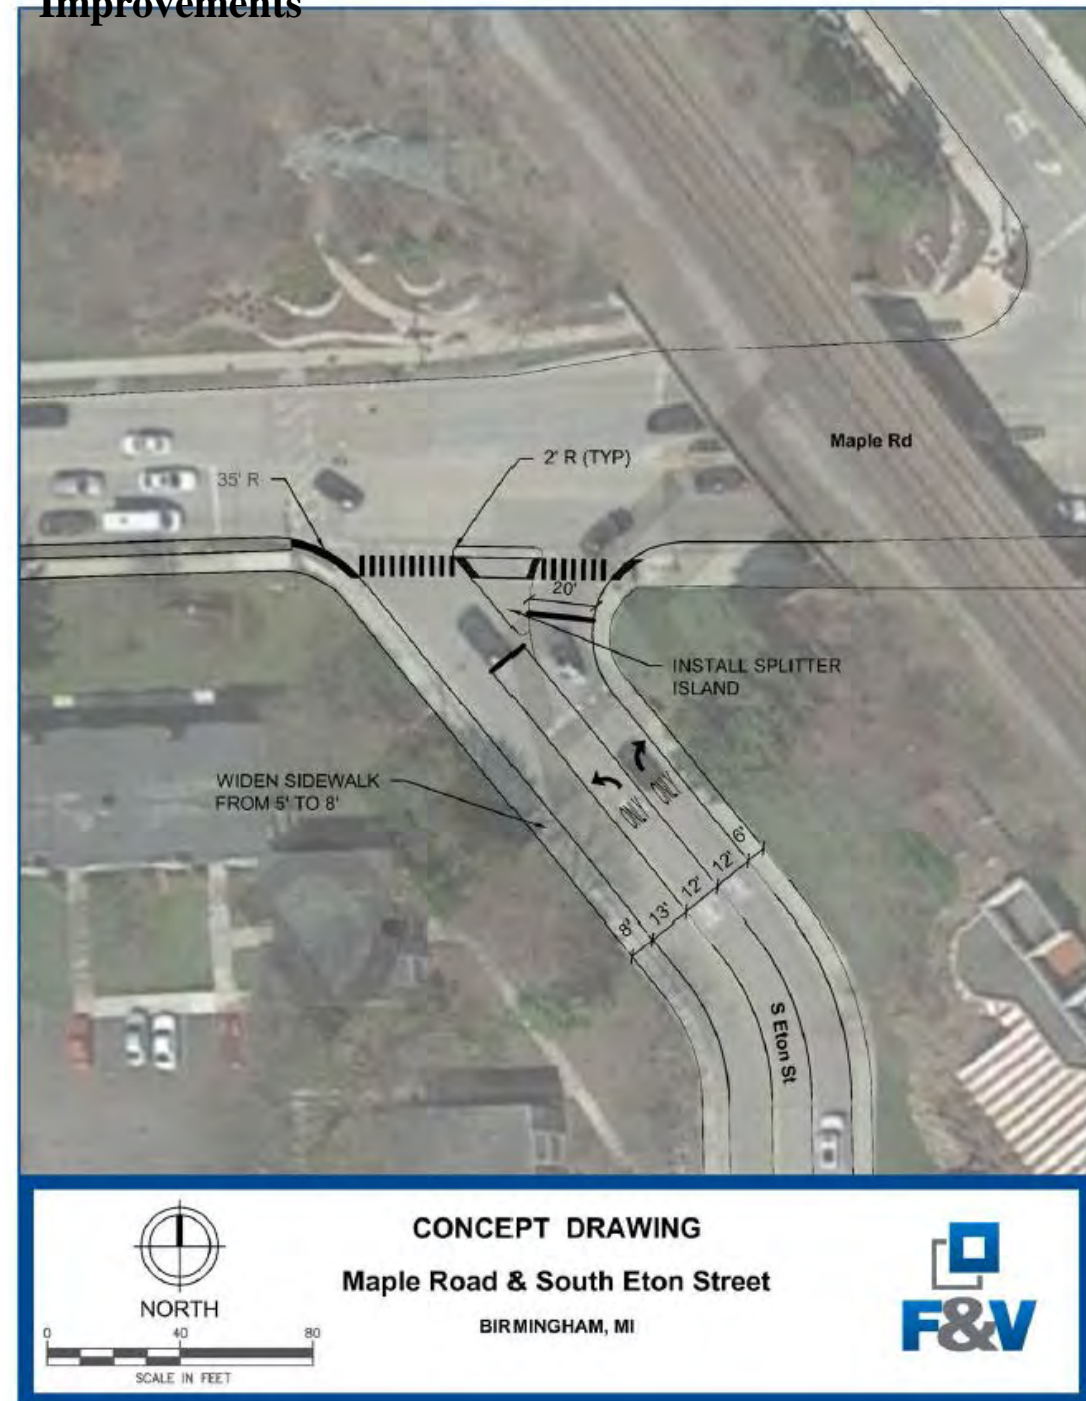 Improvements
Maple Rd
2' R (TYP)
35' R
20'
INSTALL SPLITTER
ISLAND
WIDEN SIDEWALK
FROM 5' TO 8'
ONLY
ONLY
6'
12'
12'
13'
8'
S Eton St
CONCEPT DRAWING
Maple Road & South Eton Street
BIRMINGHAM, MI
NORTH
0 40 80
SCALE IN FEET
F&V